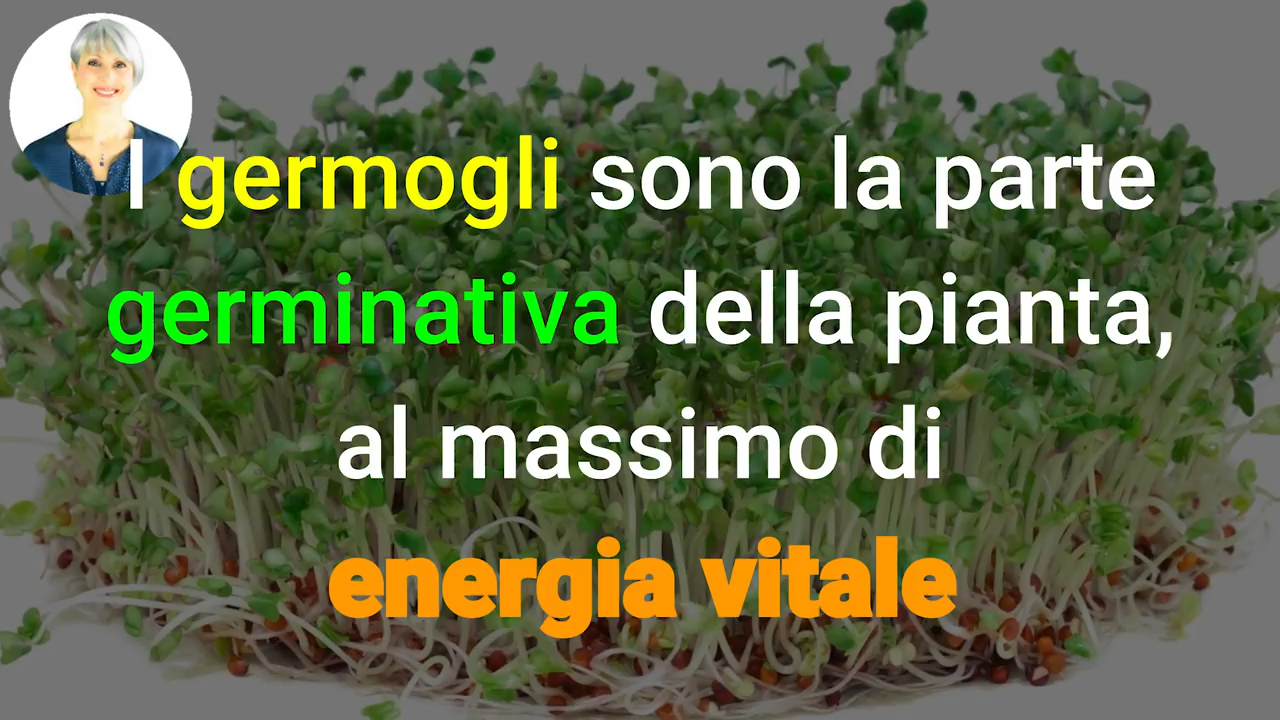 I germogli sono la parte
germinativa della pianta,
al massimo di
energia vitale